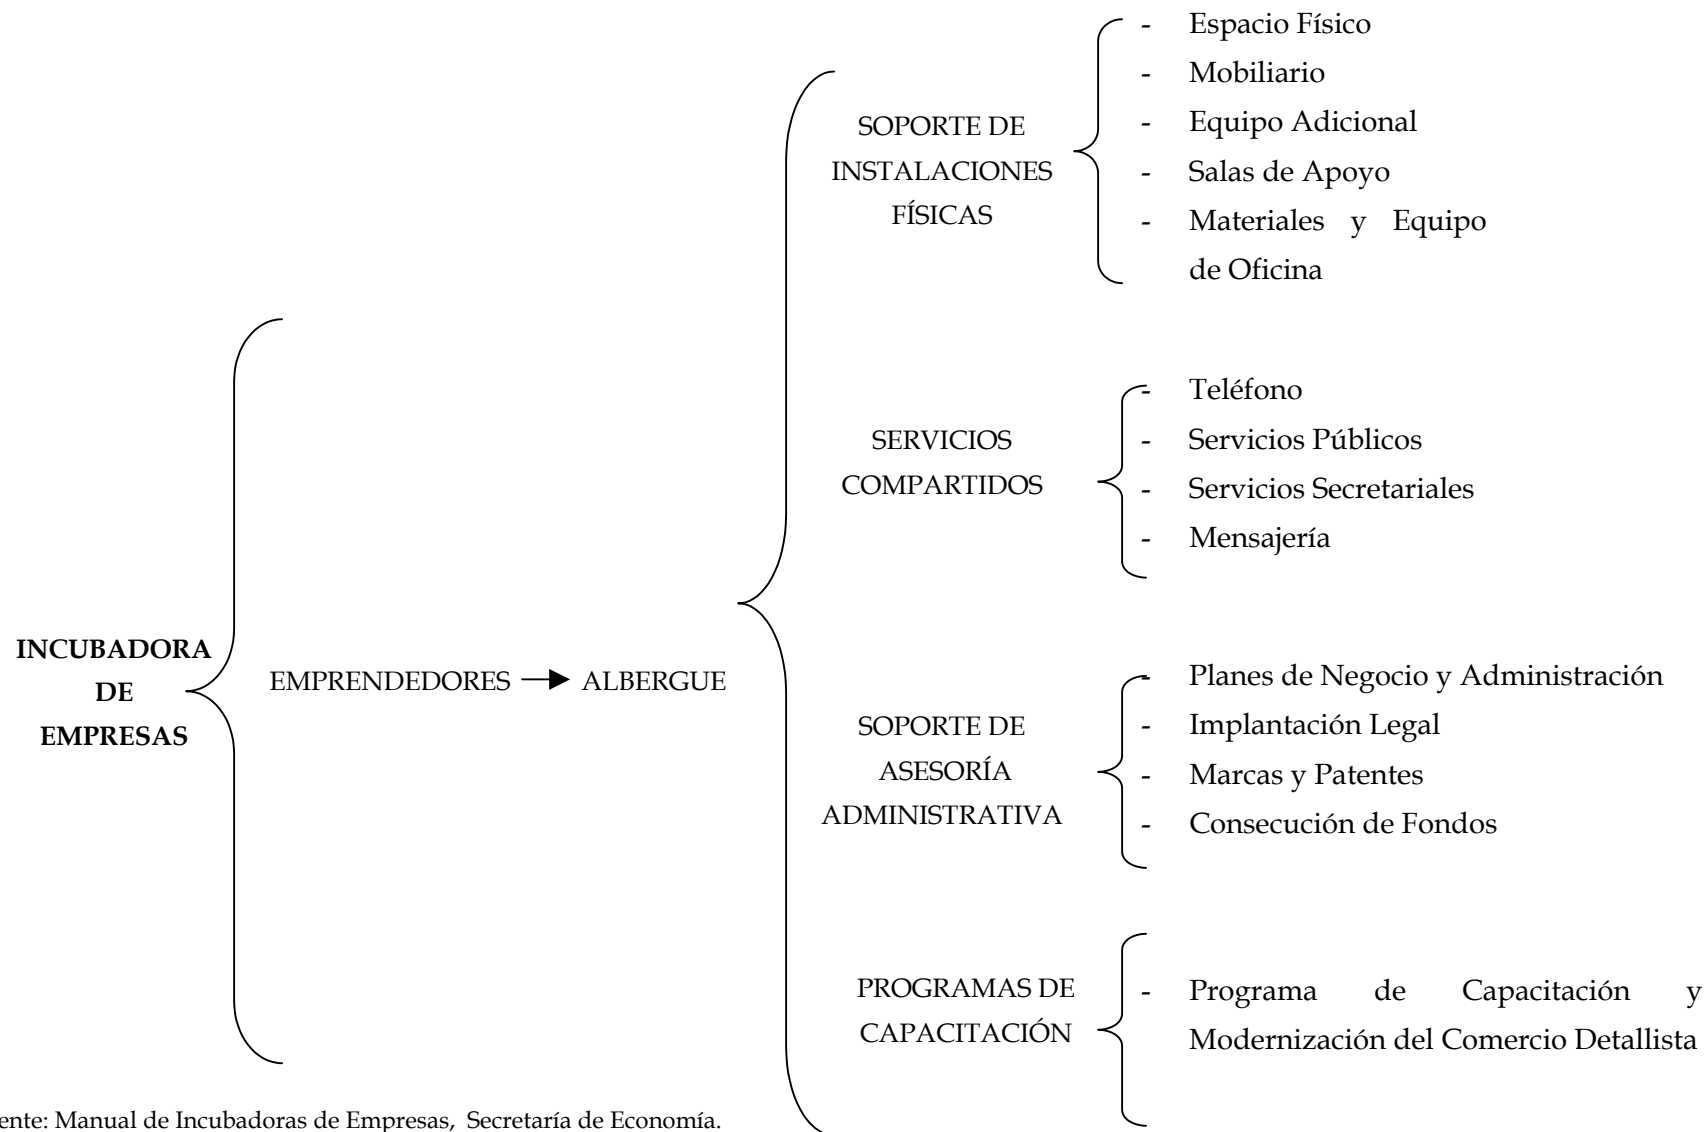 INCUBADORA
DE
EMPRESAS
EMPRENDEDORES → ALBERGUE
SOPORTE DE
INSTALACIONES
FÍSICAS
- Espacio Físico
- Mobiliario
- Equipo Adicional
- Salas de Apoyo
- Materiales y Equipo
de Oficina
SERVICIOS
COMPARTIDOS
- Teléfono
- Servicios Públicos
- Servicios Secretariales
- Mensajería
SOPORTE DE
ASESORÍA
ADMINISTRATIVA
- Planes de Negocio y Administración
- Implantación Legal
- Marcas y Patentes
- Consecución de Fondos
PROGRAMAS DE
CAPACITACIÓN
- Programa de Capacitación y
Modernización del Comercio Detallista
ente: Manual de Incubadoras de Empresas, Secretaría de Economía.